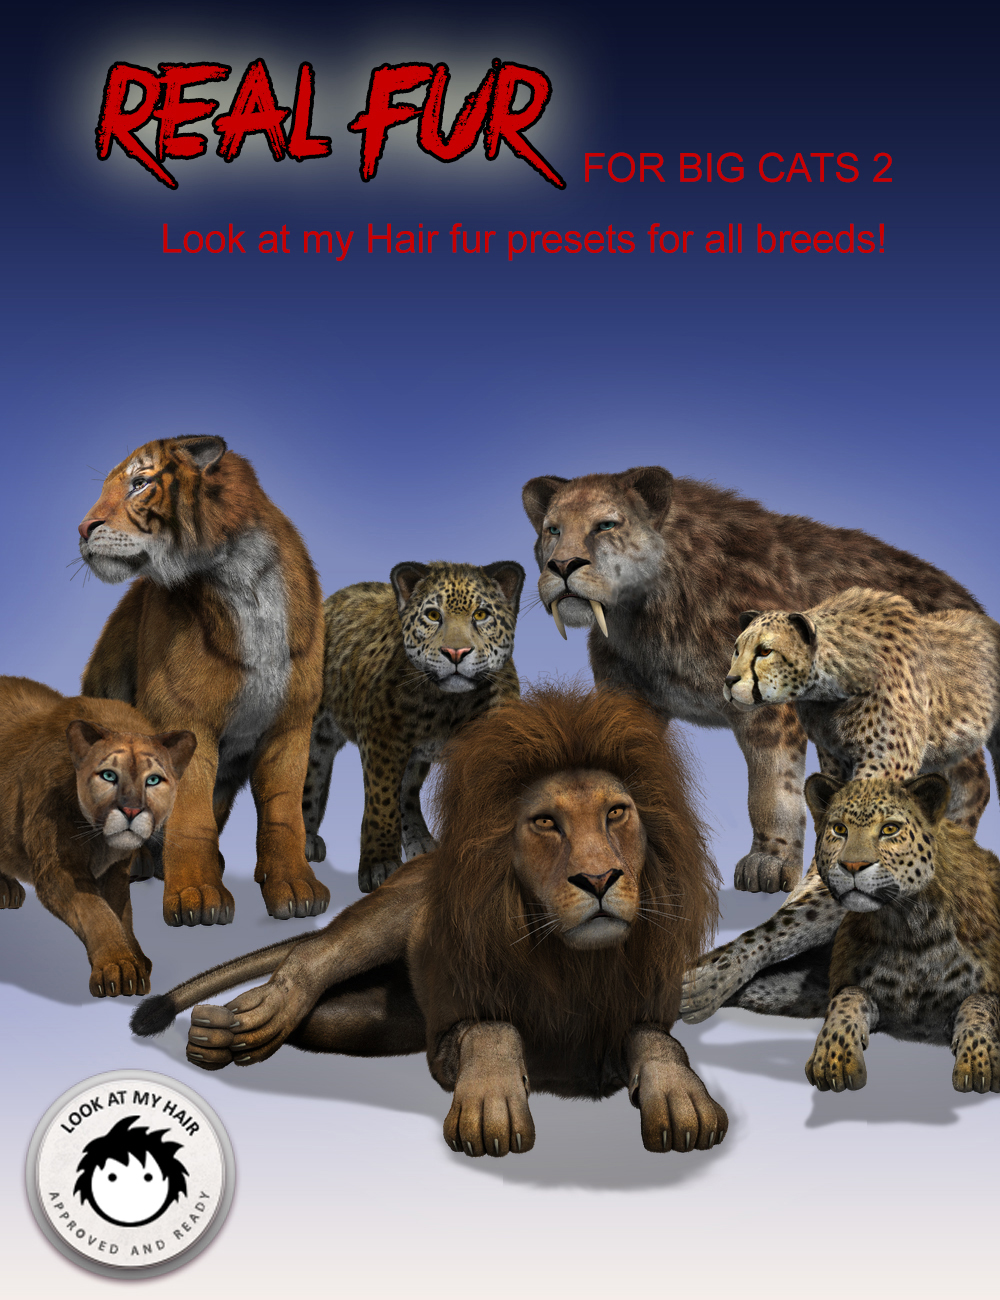 REAL FUR
FOR BIG CATS 2
Look at my Hair fur presets for all breeds!
LOOK AT MY HAIR
APPROVED AND READY